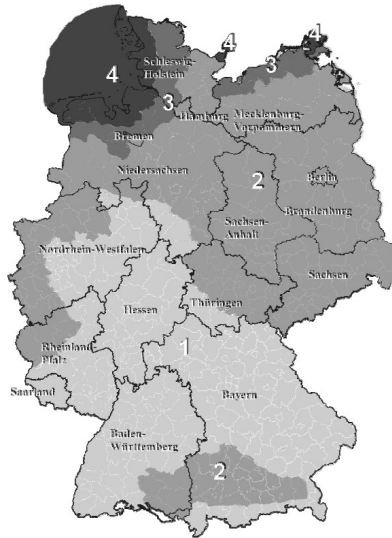 4
4
4
Schleswig-
Holstein
3
3
Hamburg
Mecklenburg-
Vorpommern
Bremen
Niedersachsen
Berlin
2
Brandenburg
Sachsen-
Anhalt
Nordrhein-Westfalen
Sachsen
Thüringen
Hessen
Rheinland
Pfalz
1
Saarland
Bayern
Baden-
Württemberg
2